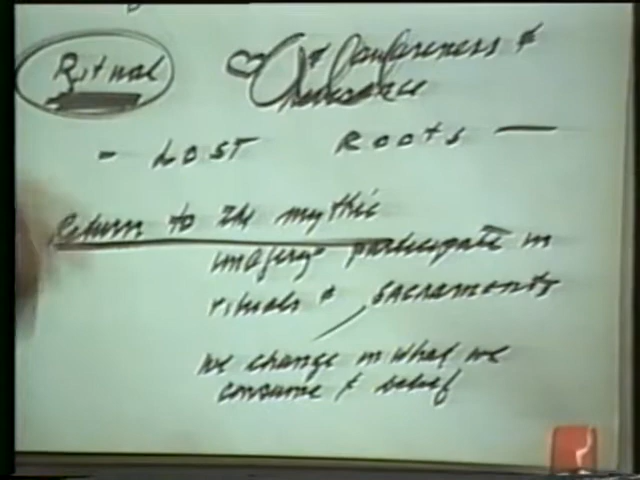 Ritual
- LOST ROOTS —
Return to the mythic
imagery participate in
rituals & Sacraments
we change in what we
consume & belief